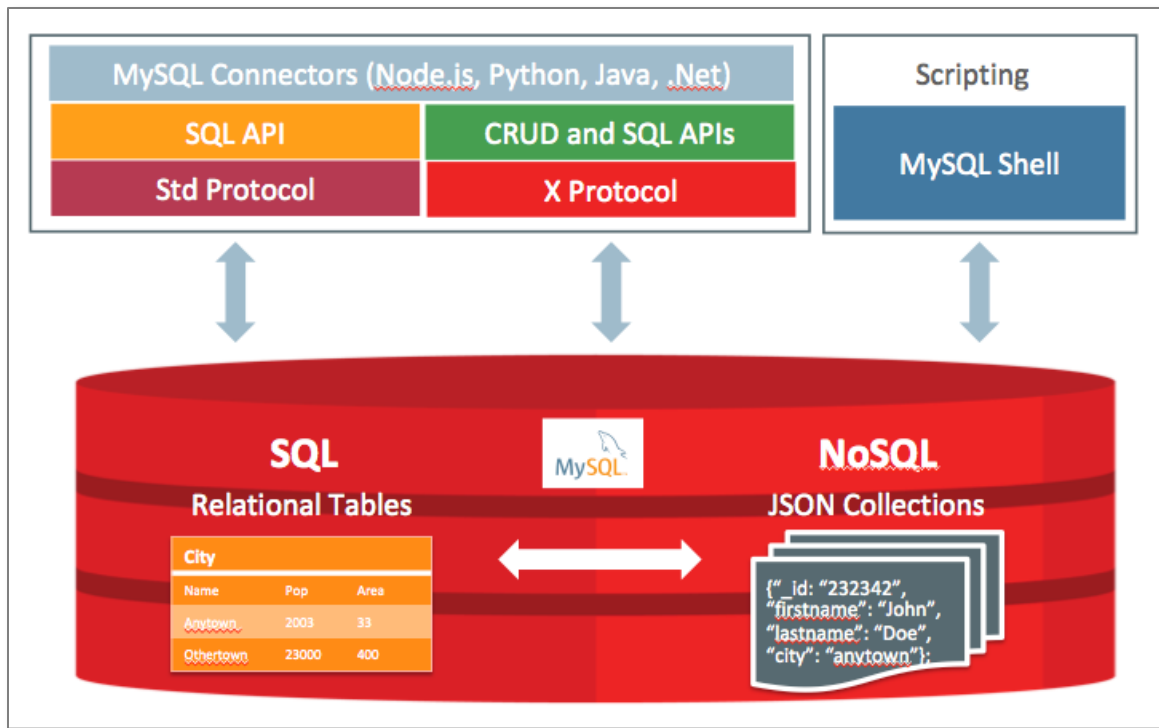 MySQL Connectors (Node.js, Python, Java, .Net)
SQL API
CRUD and SQL APIs
Std Protocol
X Protocol
Scripting
MySQL Shell
SQL
Relational Tables
City
Name Pop Area
Anytown 2003 33
Othertown 23000 400
MySQL
NoSQL
JSON Collections
{“_id: “232342”,
“firstname”: “John”,
“lastname”: “Doe”,
“city”: “anytown”};